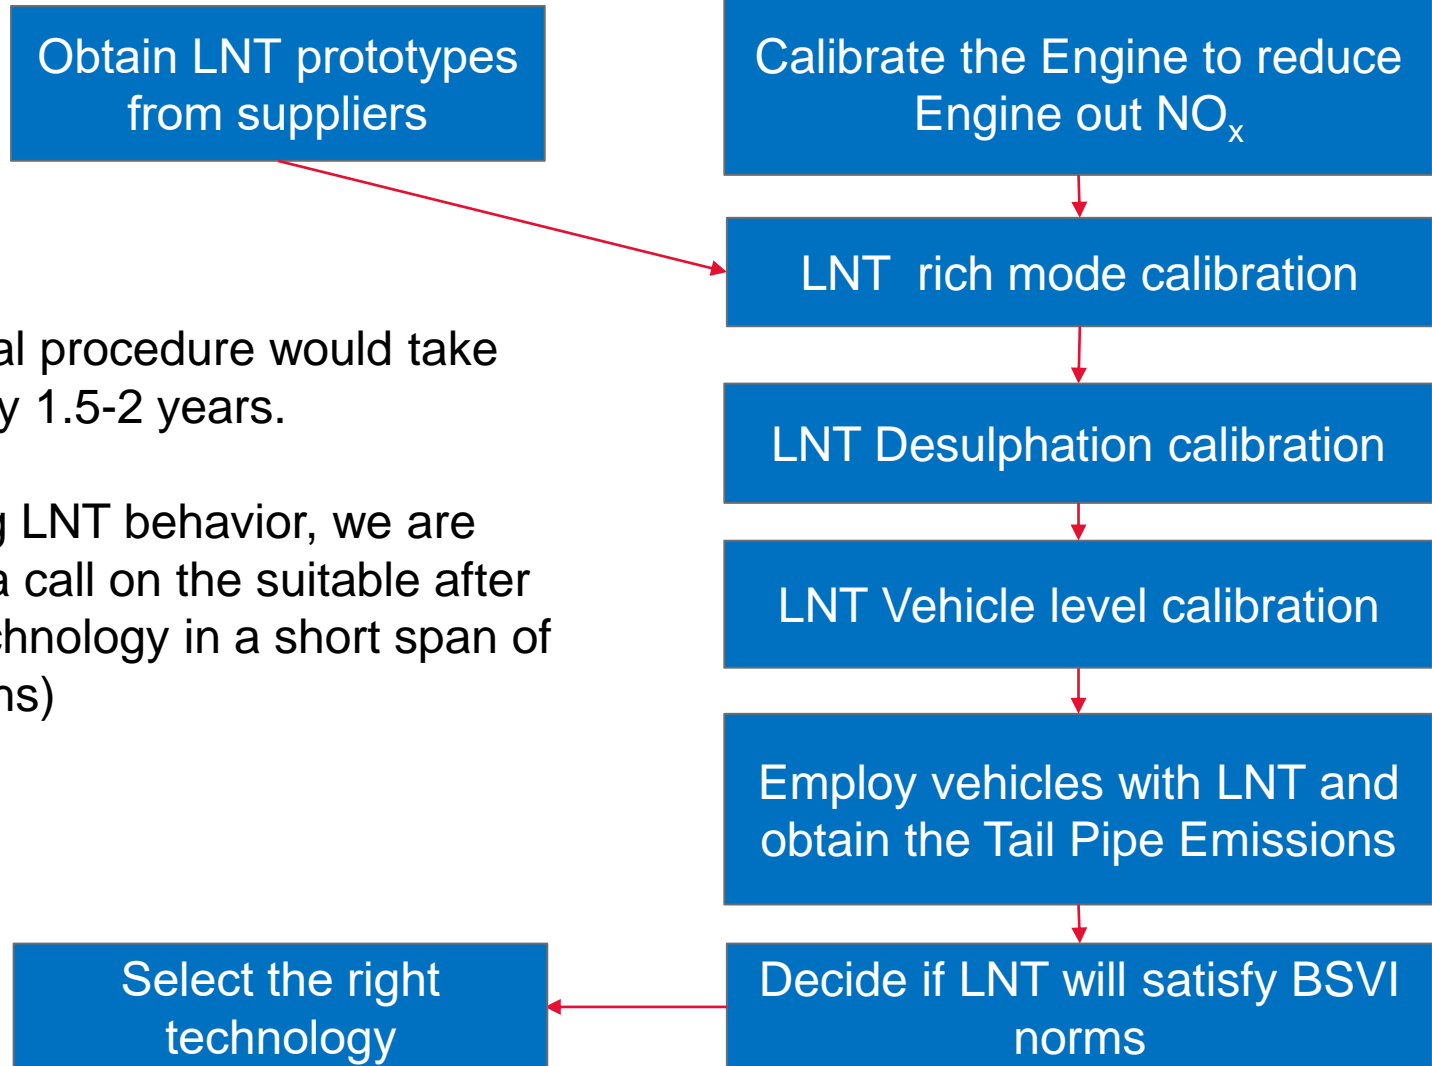 Obtain LNT prototypes
from suppliers
Calibrate the Engine to reduce
Engine out NOₓ
LNT rich mode calibration
al procedure would take
y 1.5-2 years.
LNT Desulphation calibration
g LNT behavior, we are
a call on the suitable after
chnology in a short span of
ns)
LNT Vehicle level calibration
Employ vehicles with LNT and
obtain the Tail Pipe Emissions
Decide if LNT will satisfy BSVI
norms
Select the right
technology